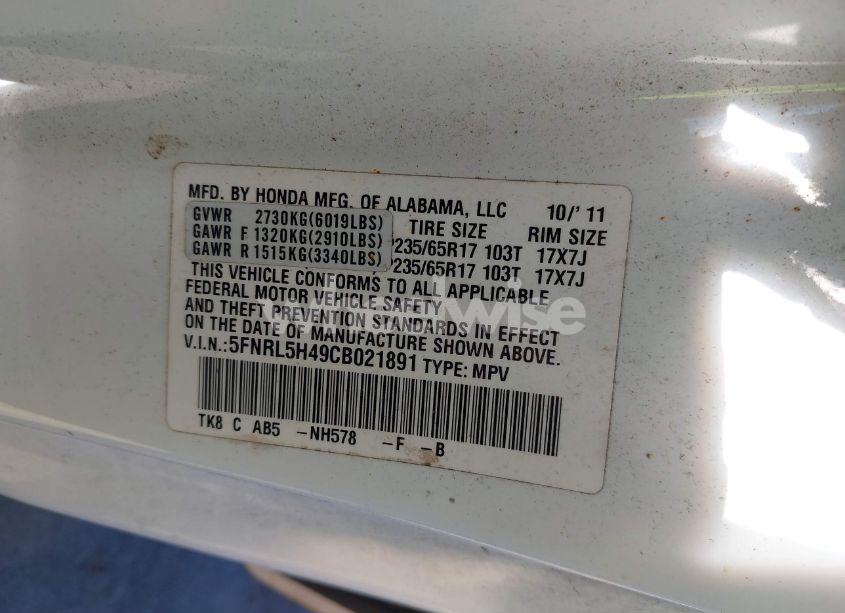 MFD. BY HONDA MFG. OF ALABAMA, LLC 10/' 11
GVWR 2730KG(6019LBS) TIRE SIZE RIM SIZE
GAWR F 1320KG(2910LBS) P235/65R17 103T 17X7J
GAWR R 1515KG(3340LBS) P235/65R17 103T 17X7J
THIS VEHICLE CONFORMS TO ALL APPLICABLE
FEDERAL MOTOR VEHICLE SAFETY
AND THEFT PREVENTION STANDARDS IN EFFECT
ON THE DATE OF MANUFACTURE SHOWN ABOVE.
V.I.N.:5FNRL5H49CB021891 TYPE: MPV
TK8 C AB5 -NH578 -F -B